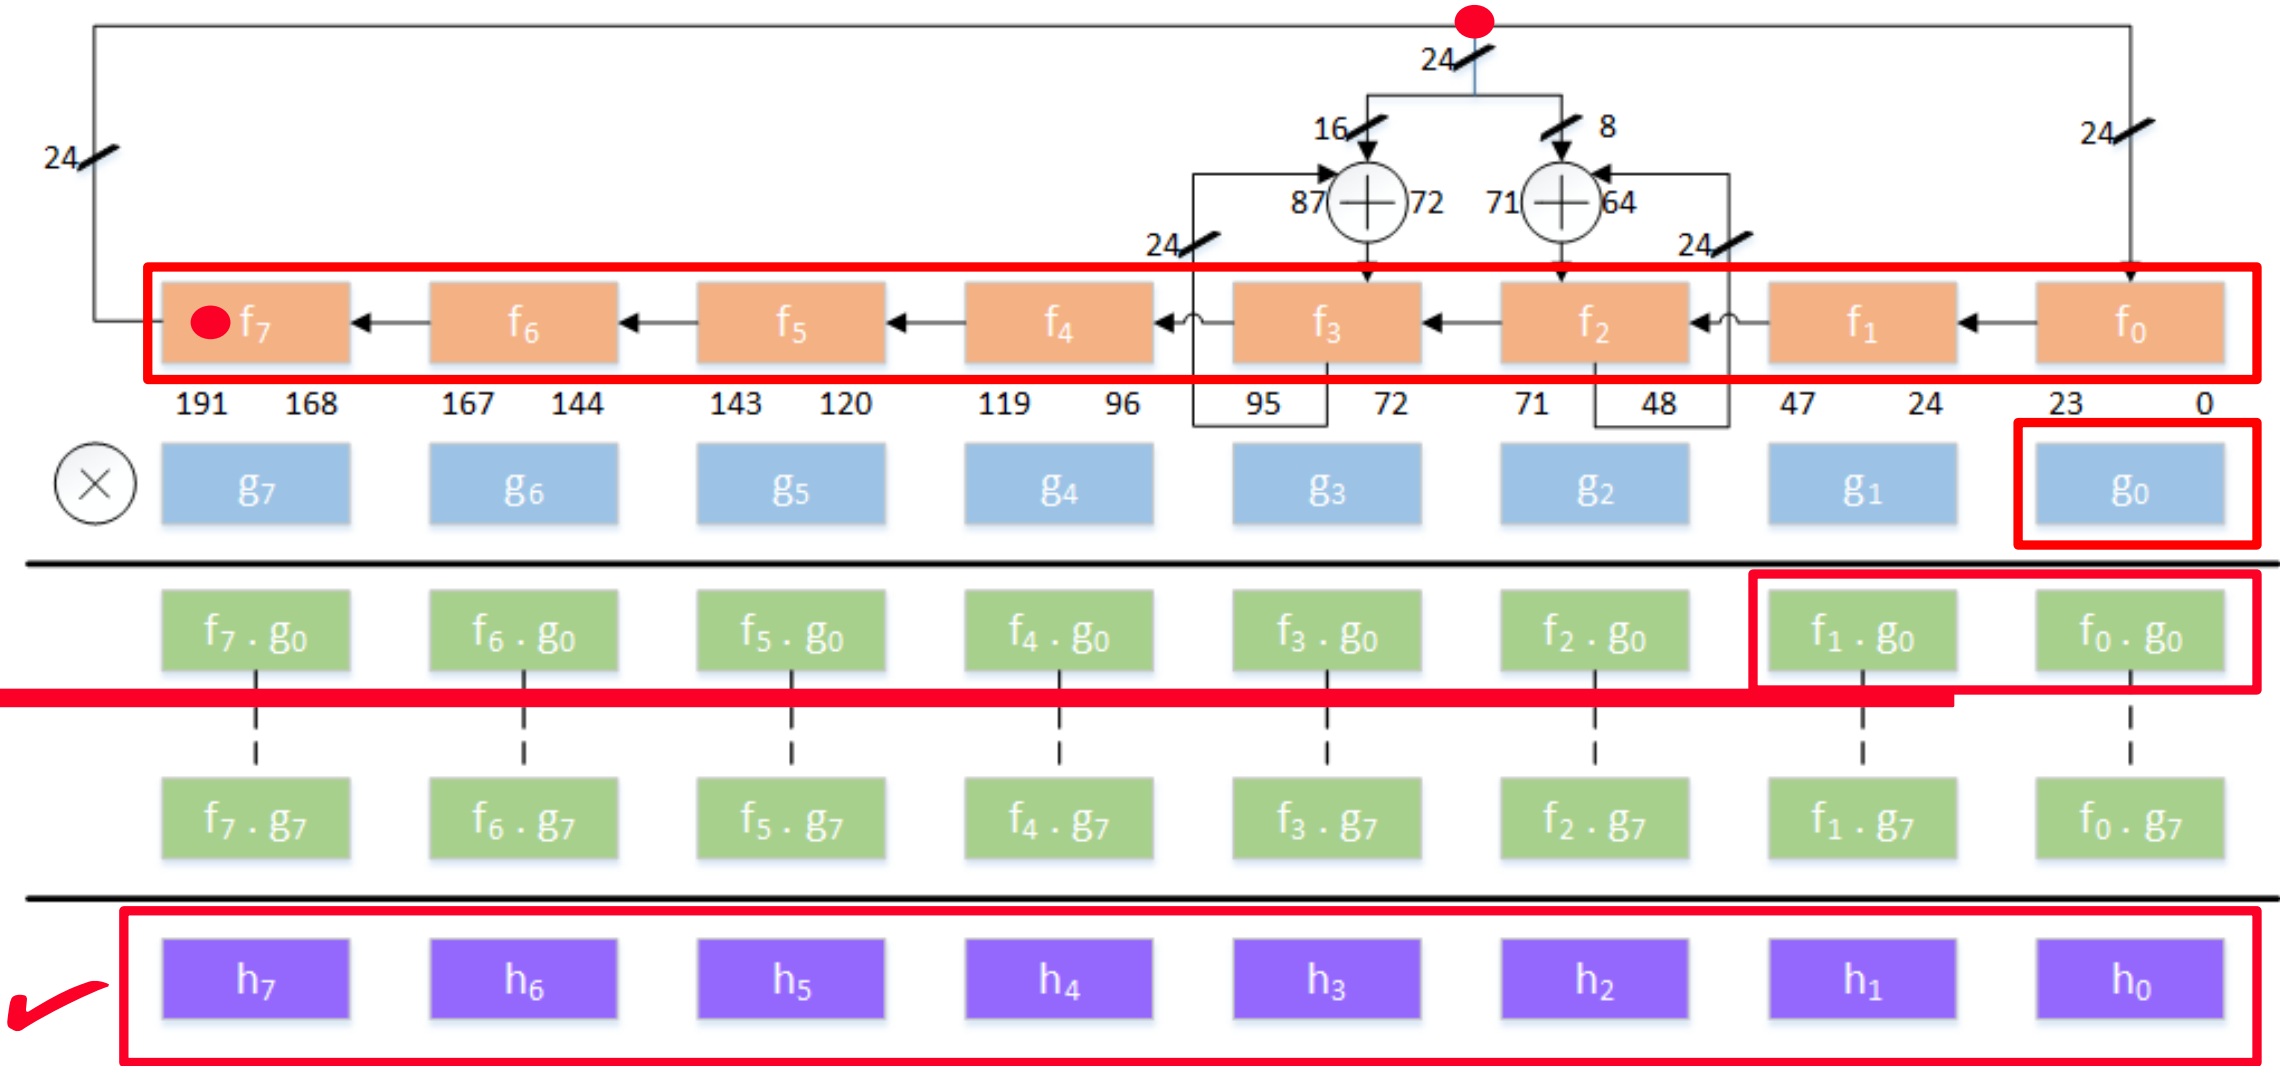 24
16 8
24 24
87 72 71 64
24 24
f7 f6 f5 f4 f3 f2 f1 f0
191 168 167 144 143 120 119 96 95 72 71 48 47 24 23 0
g7 g6 g5 g4 g3 g2 g1 g0
f7 . g0 f6 . g0 f5 . g0 f4 . g0 f3 . g0 f2 . g0 f1 . g0 f0 . g0
f7 . g7 f6 . g7 f5 . g7 f4 . g7 f3 . g7 f2 . g7 f1 . g7 f0 . g7
h7 h6 h5 h4 h3 h2 h1 h0